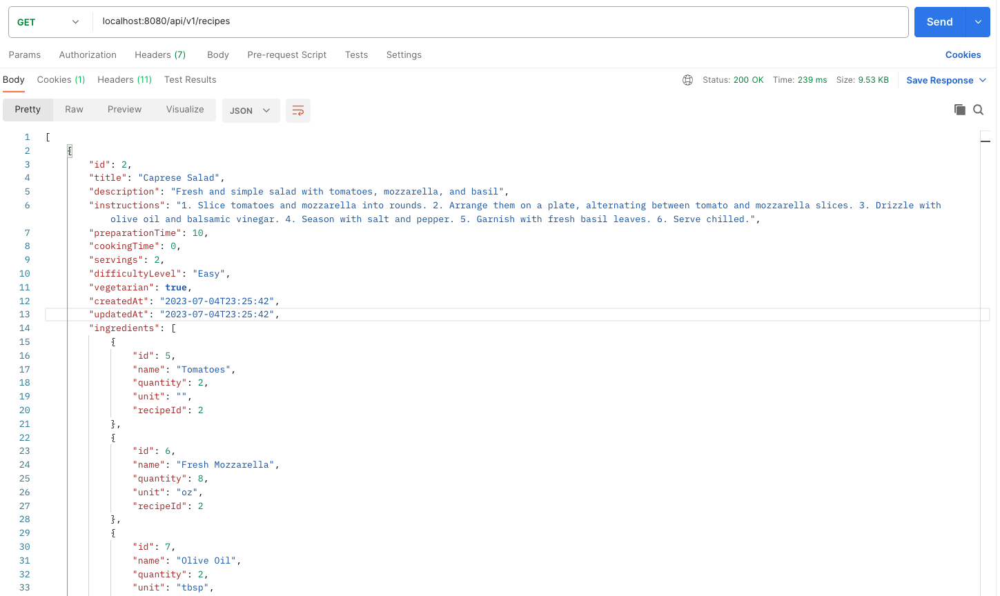 GET localhost:8080/api/v1/recipes Send
Params Authorization Headers (7) Body Pre-request Script Tests Settings Cookies
Body Cookies (1) Headers (11) Test Results Status: 200 OK Time: 239 ms Size: 9.53 KB Save Response
Pretty Raw Preview Visualize JSON
1 [
2 {
3 "id": 2,
4 "title": "Caprese Salad",
5 "description": "Fresh and simple salad with tomatoes, mozzarella, and basil",
6 "instructions": "1. Slice tomatoes and mozzarella into rounds. 2. Arrange them on a plate, alternating between tomato and mozzarella slices. 3. Drizzle with
olive oil and balsamic vinegar. 4. Season with salt and pepper. 5. Garnish with fresh basil leaves. 6. Serve chilled.",
7 "preparationTime": 10,
8 "cookingTime": 0,
9 "servings": 2,
10 "difficultyLevel": "Easy",
11 "vegetarian": true,
12 "createdAt": "2023-07-04T23:25:42",
13 "updatedAt": "2023-07-04T23:25:42",
14 "ingredients": [
15 {
16 "id": 5,
17 "name": "Tomatoes",
18 "quantity": 2,
19 "unit": "",
20 "recipeId": 2
21 },
22 {
23 "id": 6,
24 "name": "Fresh Mozzarella",
25 "quantity": 8,
26 "unit": "oz",
27 "recipeId": 2
28 },
29 {
30 "id": 7,
31 "name": "Olive Oil",
32 "quantity": 2,
33 "unit": "tbsp",